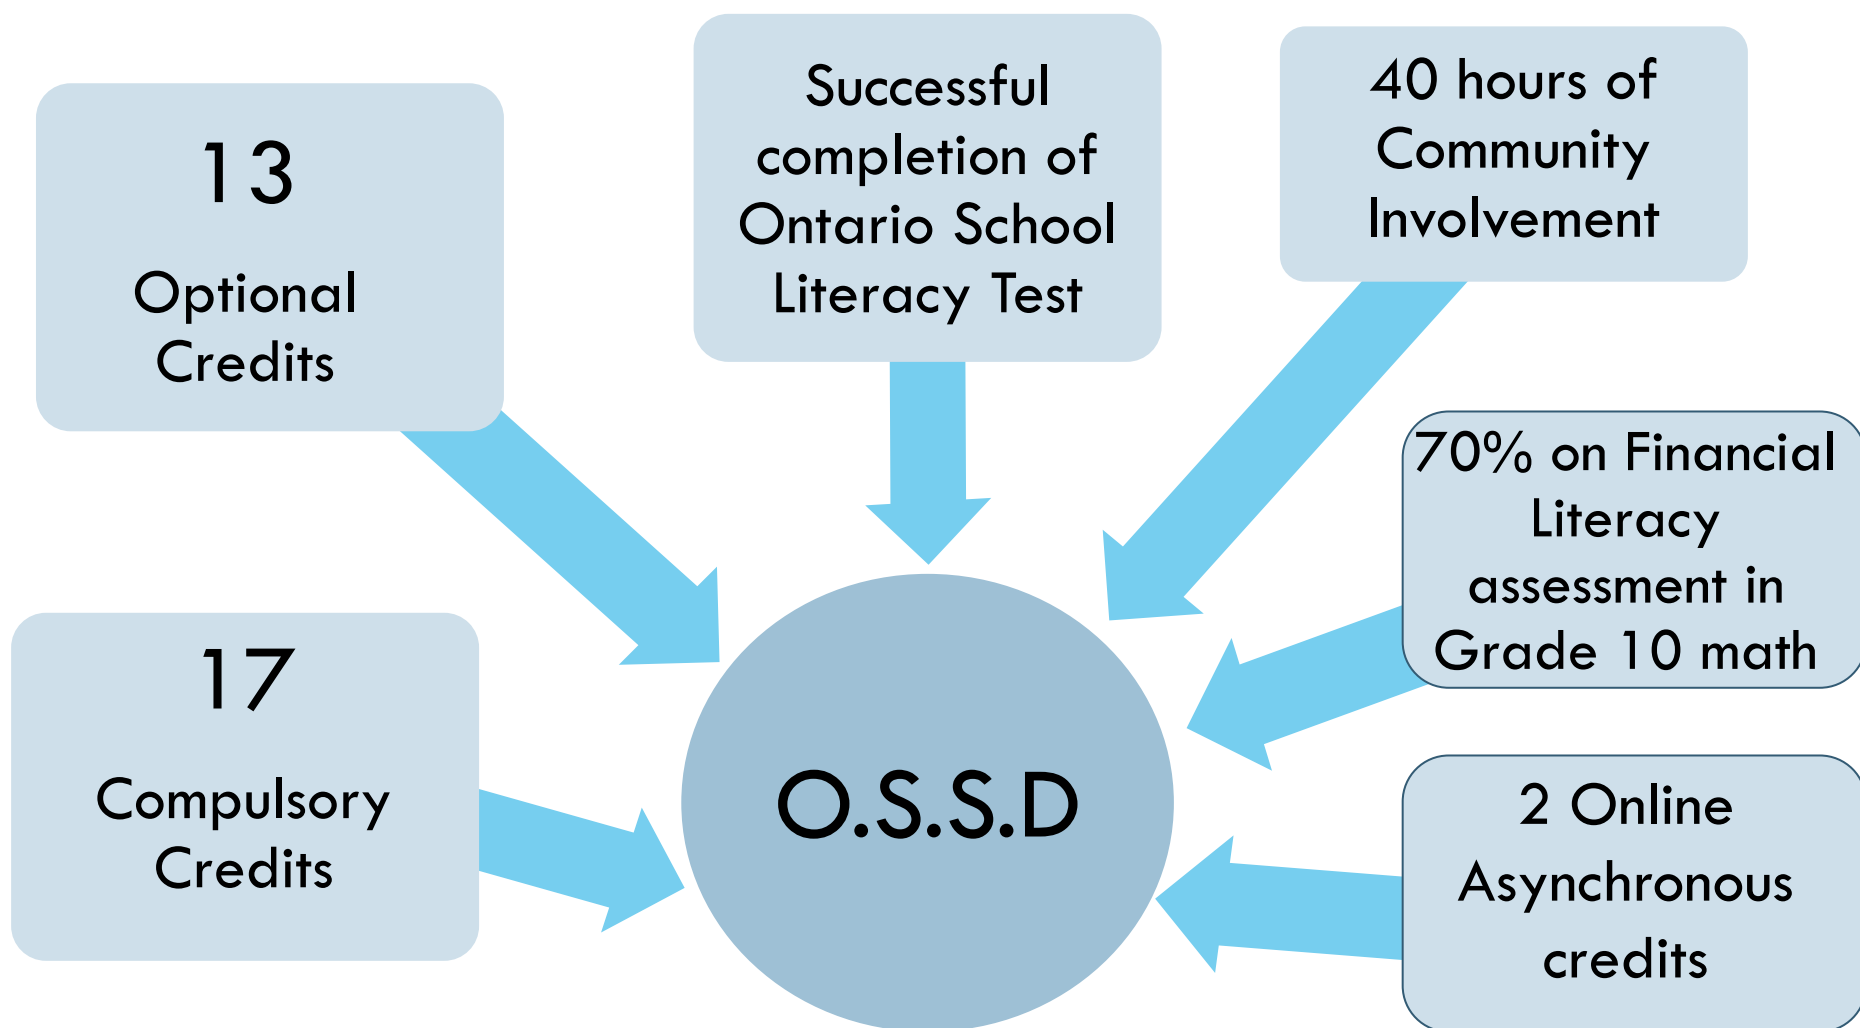 13
Optional
Credits
Successful
completion of
Ontario School
Literacy Test
40 hours of
Community
Involvement
70% on Financial
Literacy
assessment in
Grade 10 math
17
Compulsory
Credits
O.S.S.D
2 Online
Asynchronous
credits